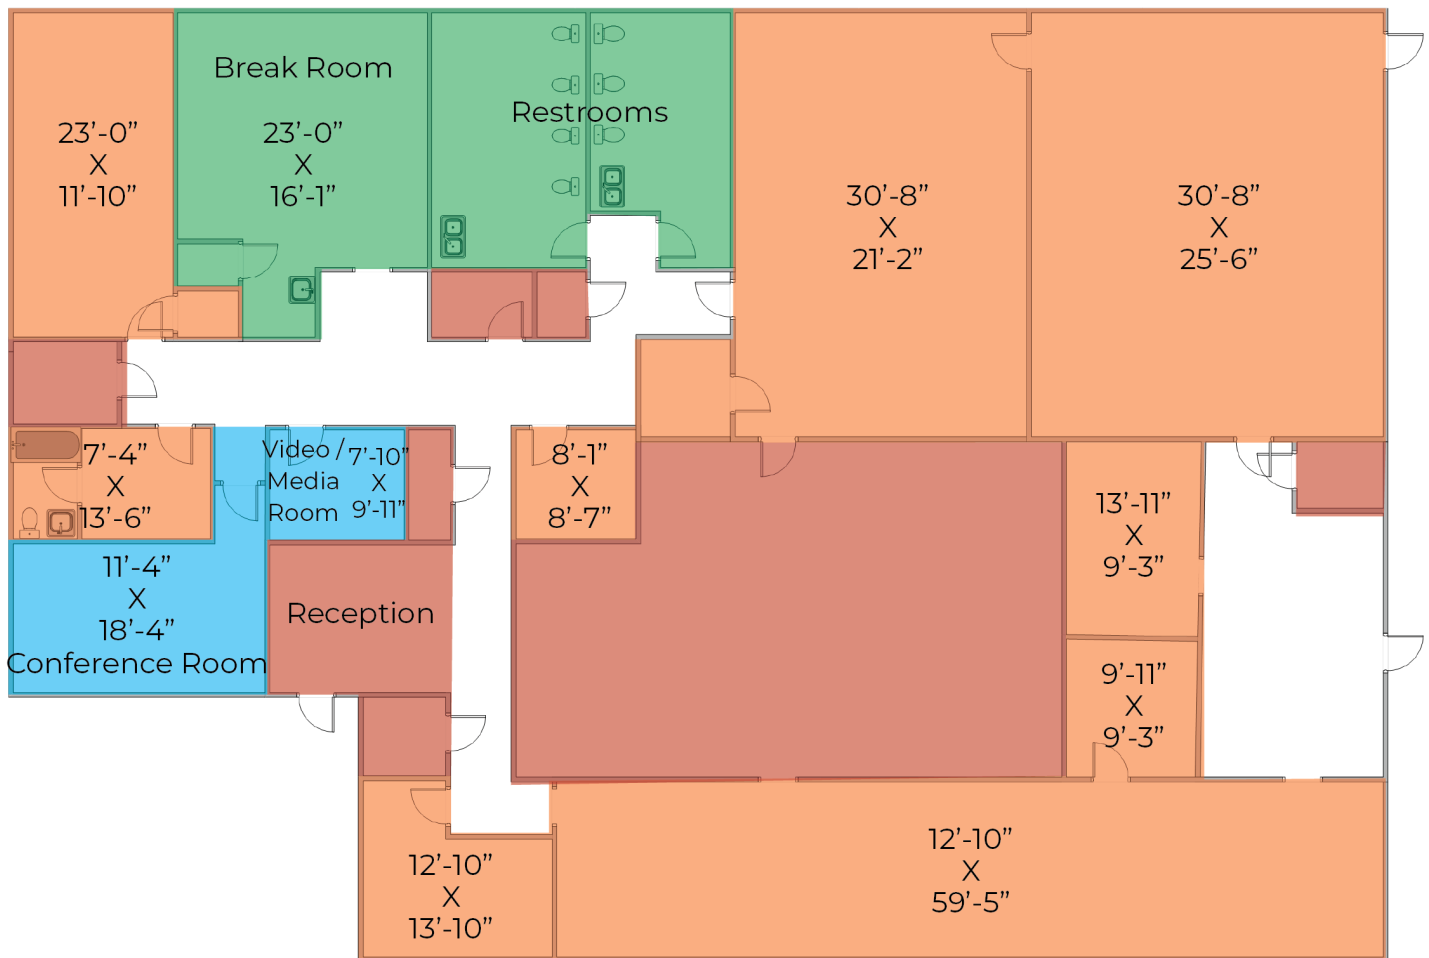 Break Room
Restrooms
23’-0”
X
11’-10”
23’-0”
X
16’-1”
30’-8”
X
21’-2”
30’-8”
X
25’-6”
7’-4”
X
13’-6”
Video /
Media
Room
7’-10”
X
9’-11”
8’-1”
X
8’-7”
13’-11”
X
9’-3”
11’-4”
X
18’-4”
Conference Room
Reception
9’-11”
X
9’-3”
12’-10”
X
13’-10”
12’-10”
X
59’-5”